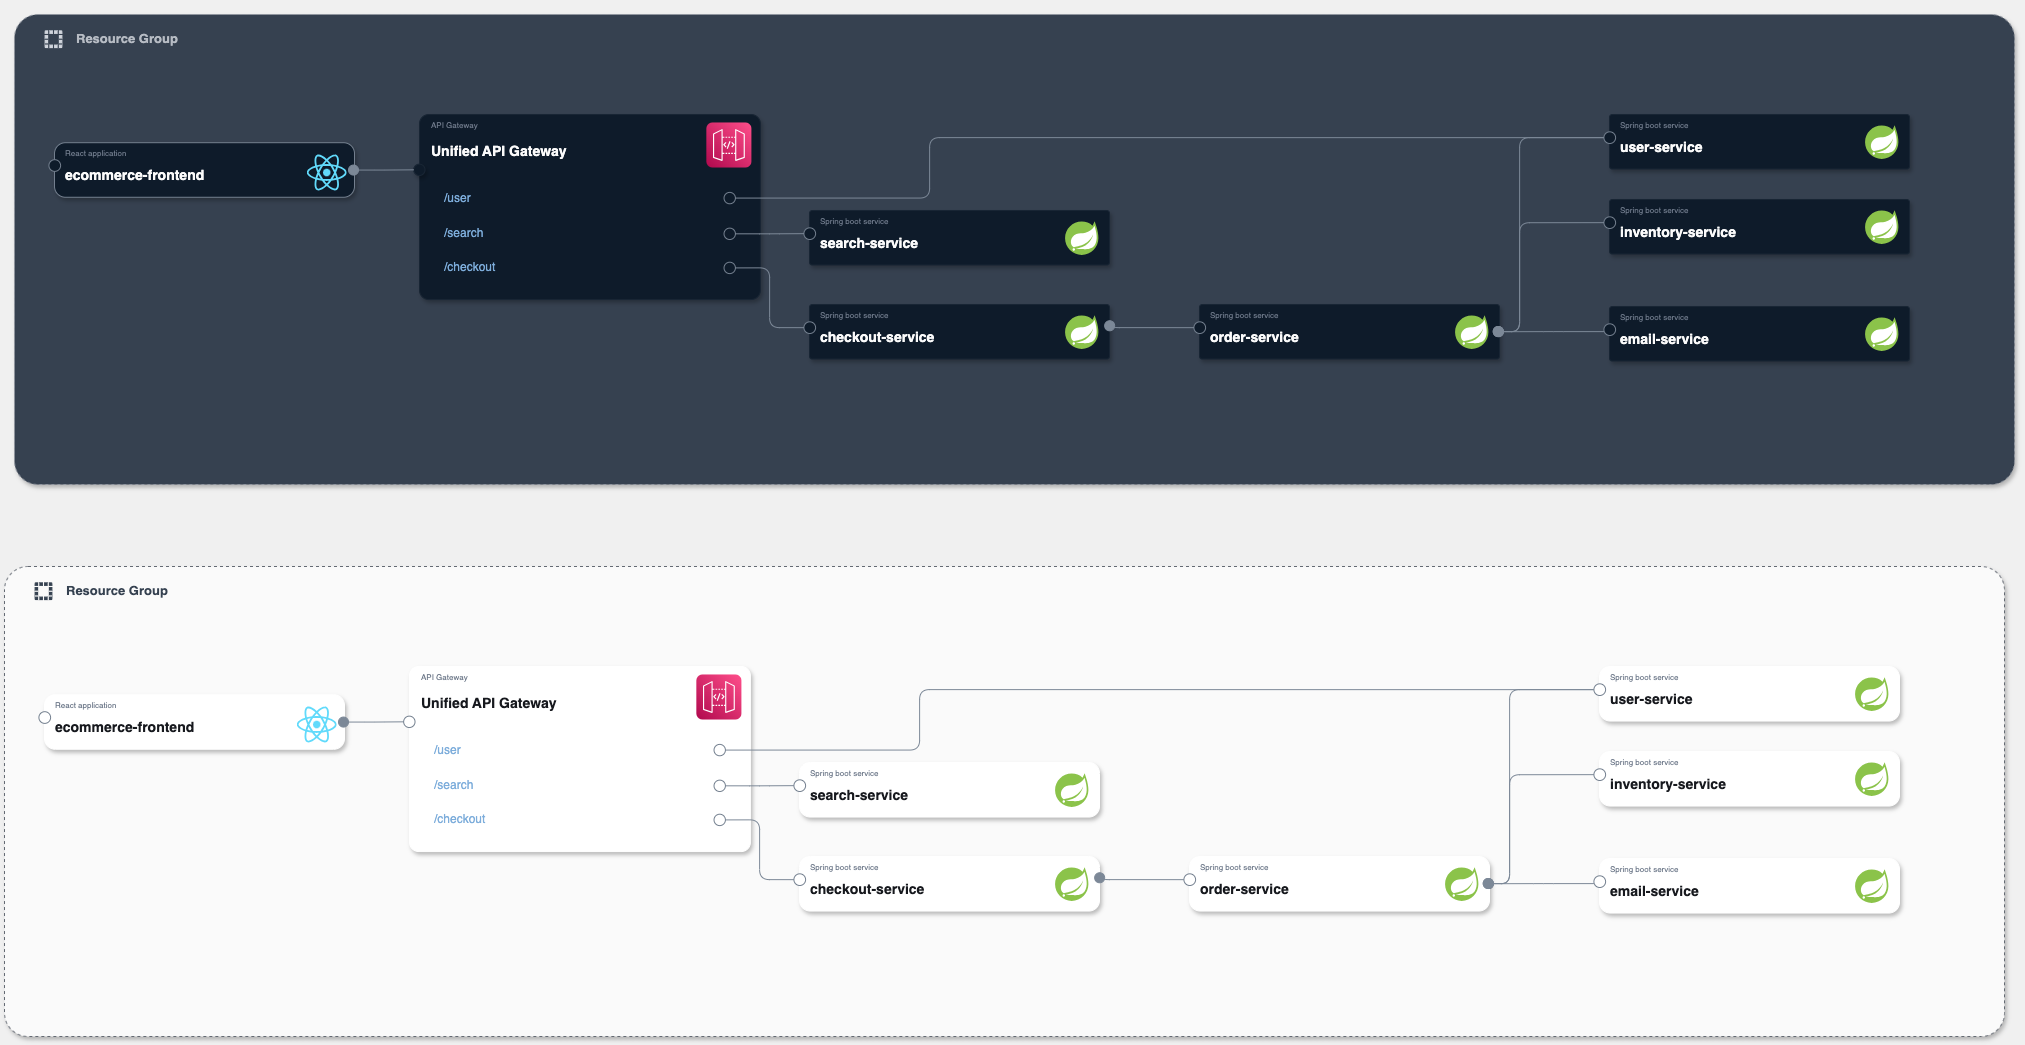 Resource Group
React application
ecommerce-frontend
API Gateway
Unified API Gateway
/user
/search
/checkout
Spring boot service
search-service
Spring boot service
checkout-service
Spring boot service
order-service
Spring boot service
user-service
Spring boot service
inventory-service
Spring boot service
email-service
Resource Group
React application
ecommerce-frontend
API Gateway
Unified API Gateway
/user
/search
/checkout
Spring boot service
search-service
Spring boot service
checkout-service
Spring boot service
order-service
Spring boot service
user-service
Spring boot service
inventory-service
Spring boot service
email-service